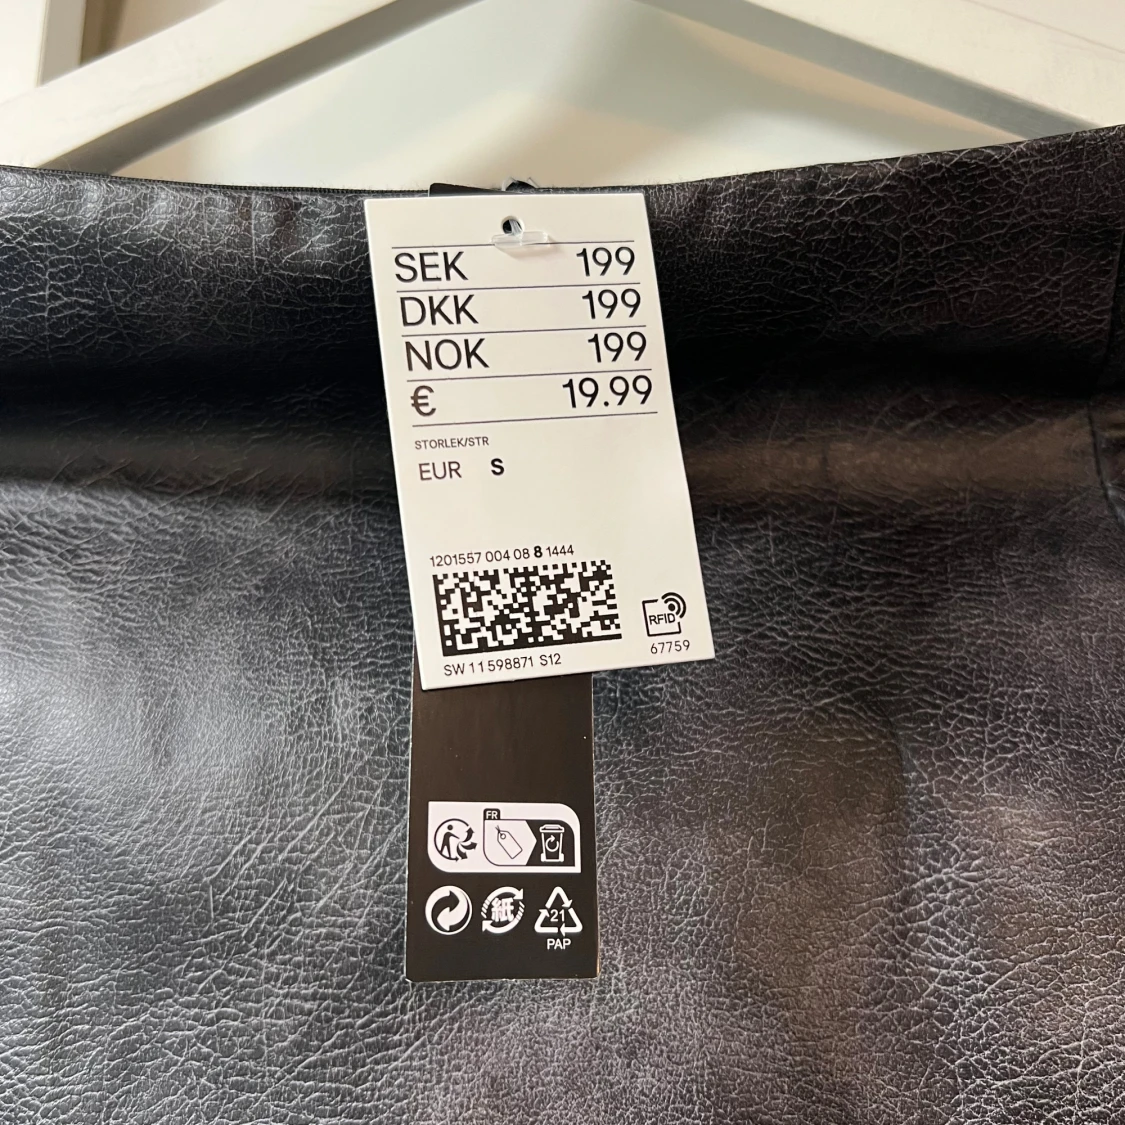 SEK 199
DKK 199
NOK 199
€ 19.99
STORLEK/STR
EUR S
1201557 004 08 8 1444
RFID
SW 11 598871 S12
67759
FR
紙
21
PAP